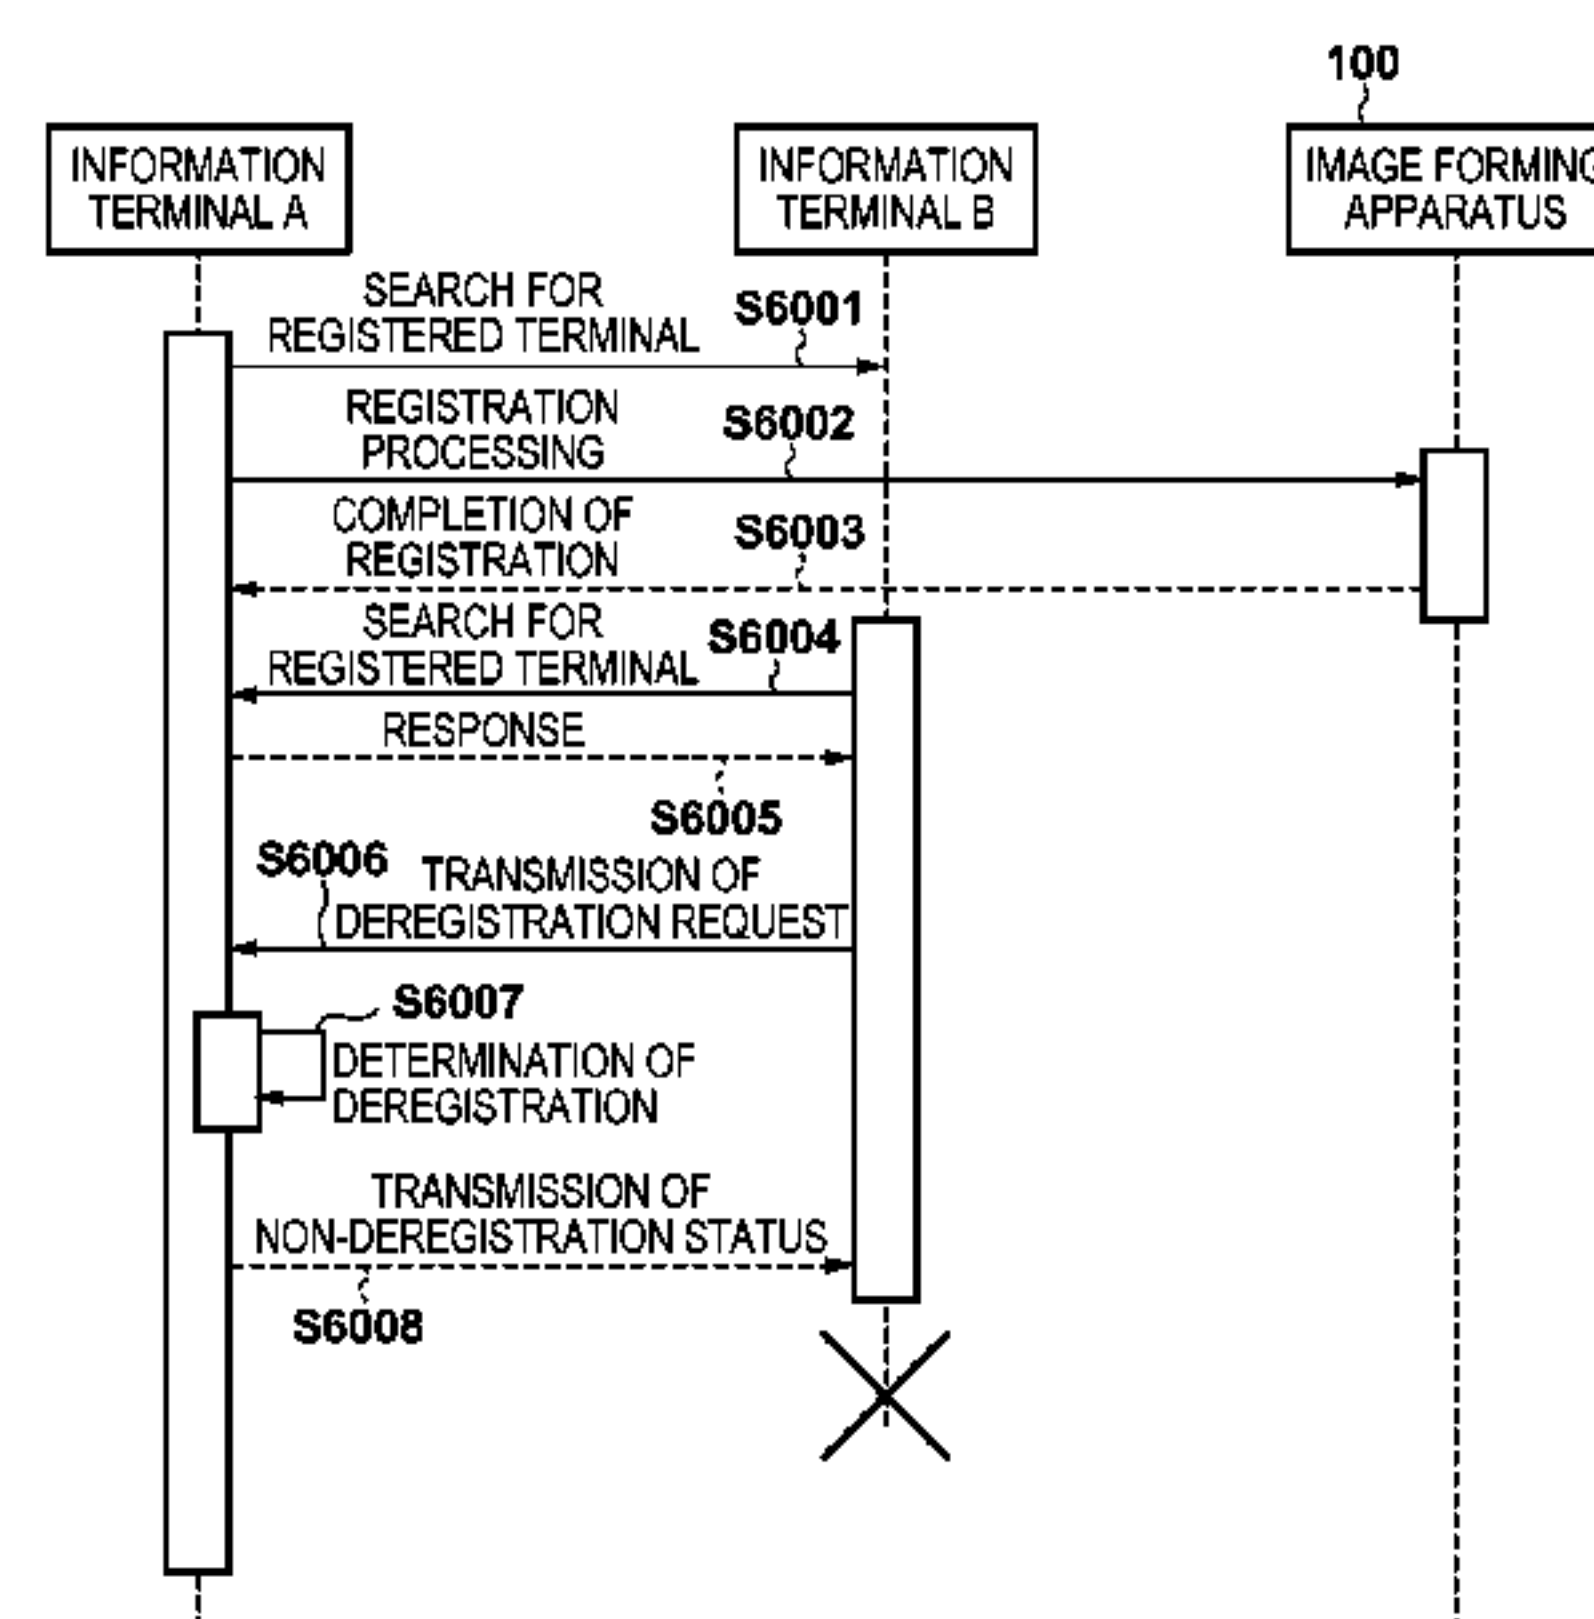 100
INFORMATION
TERMINAL A
INFORMATION
TERMINAL B
IMAGE FORMING
APPARATUS
SEARCH FOR
REGISTERED TERMINAL
S6001
REGISTRATION
PROCESSING
S6002
COMPLETION OF
REGISTRATION
S6003
SEARCH FOR
REGISTERED TERMINAL
S6004
RESPONSE
S6005
S6006
TRANSMISSION OF
DEREGISTRATION REQUEST
S6007
DETERMINATION OF
DEREGISTRATION
TRANSMISSION OF
NON-DEREGISTRATION STATUS
S6008